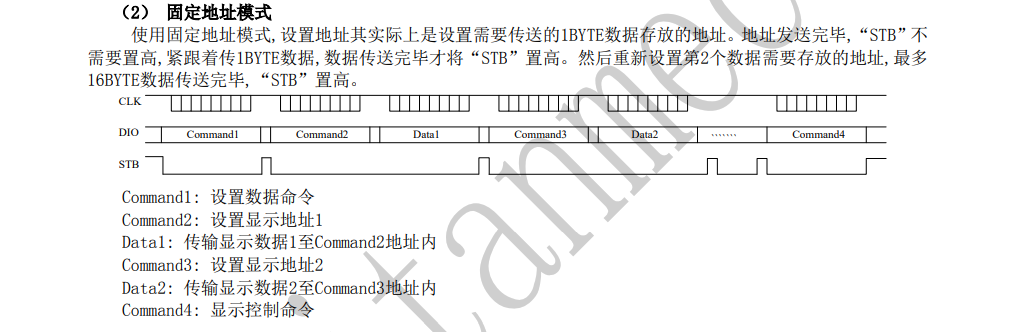 （2） 固定地址模式
使用固定地址模式,设置地址其实际上是设置需要传送的1BYTE数据存放的地址。地址发送完毕,“STB”不
需要置高,紧跟着传1BYTE数据,数据传送完毕才将“STB”置高。然后重新设置第2个数据需要存放的地址,最多
16BYTE数据传送完毕,“STB”置高。
CLK
DIO Command1 Command2 Data1 Command3 Data2 ....... Command4
STB
Command1: 设置数据命令
Command2: 设置显示地址1
Data1: 传输显示数据1至Command2地址内
Command3: 设置显示地址2
Data2: 传输显示数据2至Command3地址内
Command4: 显示控制命令